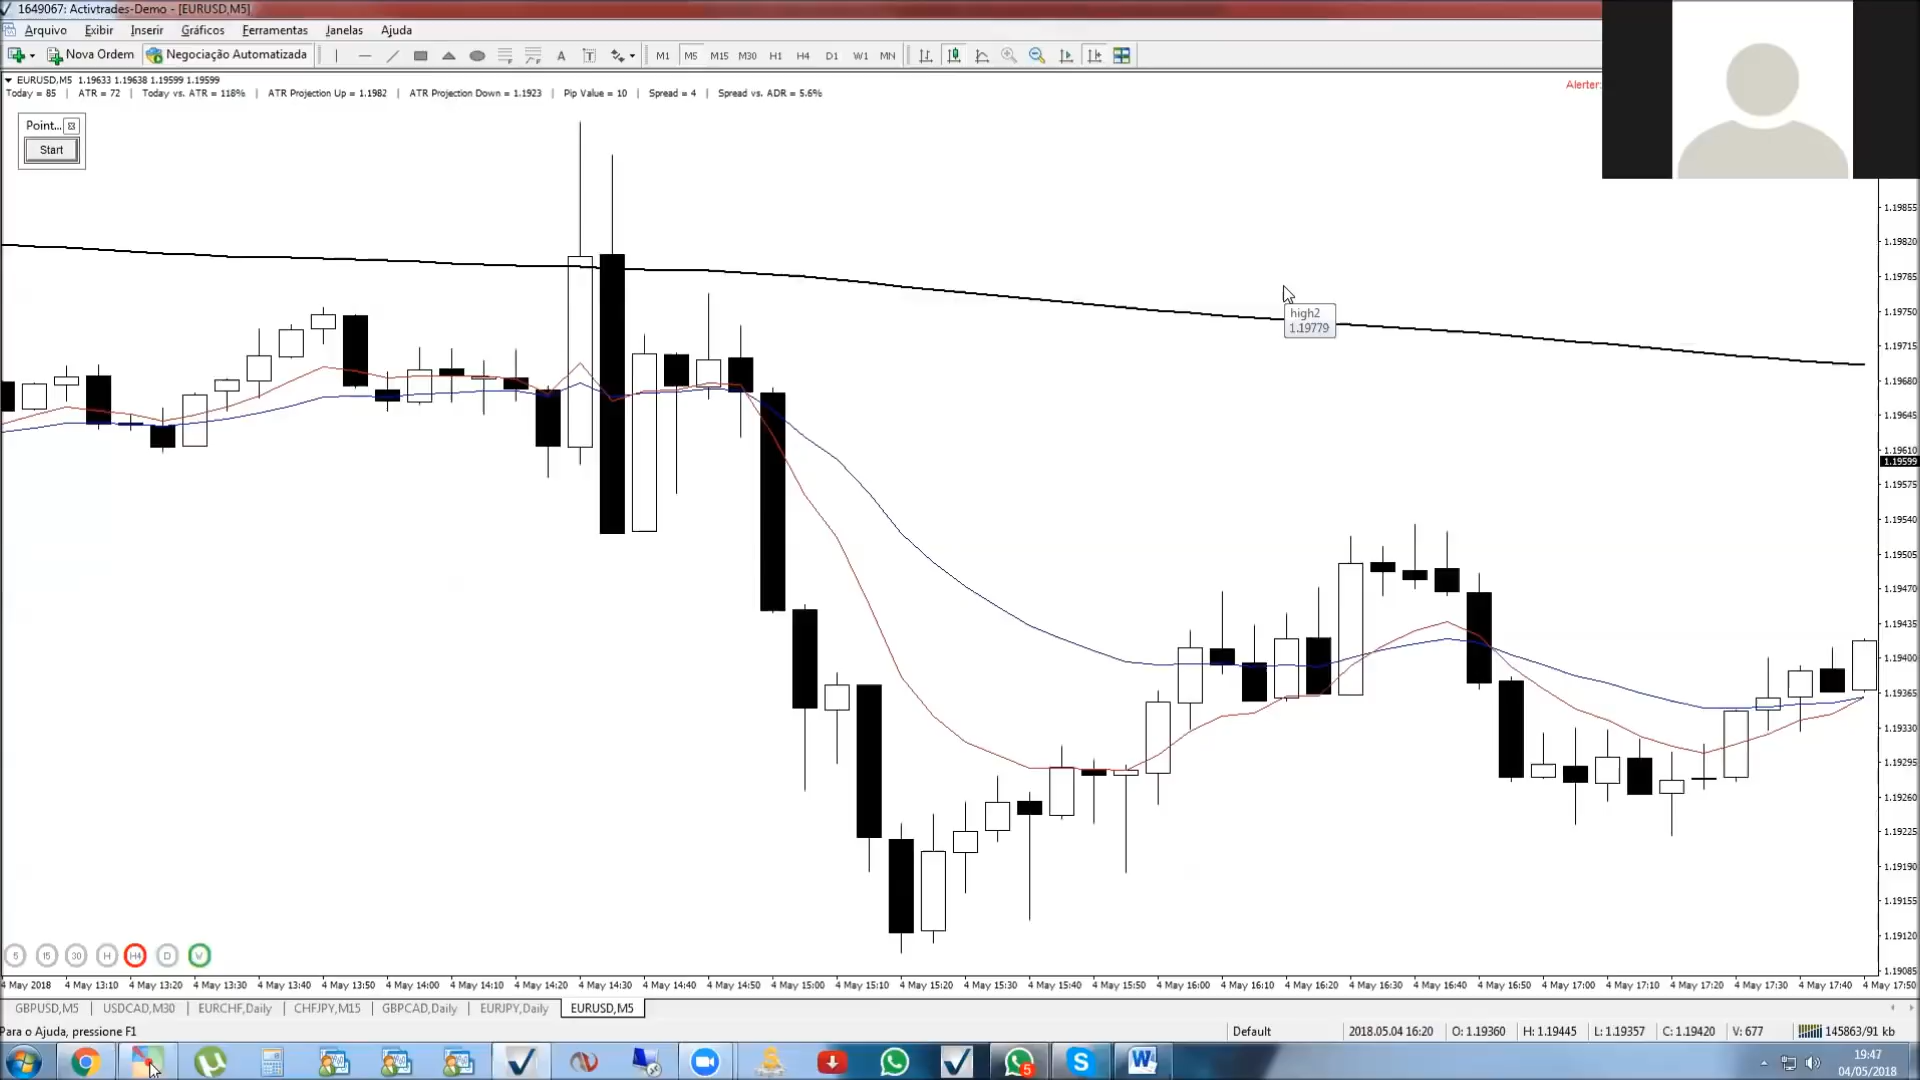 1649067: Activtrades-Demo - [EURUSD,M5]
Arquivo Exibir Inserir Gráficos Ferramentas Janelas Ajuda
Nova Ordem Negociação Automatizada A T M1 M5 M15 M30 H1 H4 D1 W1 MN
EURUSD,M5 1.19633 1.19638 1.19599 1.19599
Today = 85 | ATR = 72 | Today vs. ATR = 118% | ATR Projection Up = 1.1982 | ATR Projection Down = 1.1923 | Pip Value = 10 | Spread = 4 | Spread vs. ADR = 5.6%
Alerter:
Point...
Start
high2
1.19779
1.19855
1.19820
1.19785
1.19750
1.19715
1.19680
1.19645
1.19610
1.19599
1.19575
1.19540
1.19505
1.19470
1.19435
1.19400
1.19365
1.19330
1.19295
1.19260
1.19225
1.19190
1.19155
1.19120
1.19085
5 15 30 H H4 D W
4 May 2018 4 May 13:10 4 May 13:20 4 May 13:30 4 May 13:40 4 May 13:50 4 May 14:00 4 May 14:10 4 May 14:20 4 May 14:30 4 May 14:40 4 May 14:50 4 May 15:00 4 May 15:10 4 May 15:20 4 May 15:30 4 May 15:40 4 May 15:50 4 May 16:00 4 May 16:10 4 May 16:20 4 May 16:30 4 May 16:40 4 May 16:50 4 May 17:00 4 May 17:10 4 May 17:20 4 May 17:30 4 May 17:40 4 May 17:50
GBPUSD,M5 USDCAD,M30 EURCHF,Daily CHFJPY,M15 GBPCAD,Daily EURJPY,Daily EURUSD,M5
Para o Ajuda, pressione F1 Default 2018.05.04 16:20 O: 1.19360 H: 1.19445 L: 1.19357 C: 1.19420 V: 677 145863/91 kb
5
S
W
19:47
04/05/2018